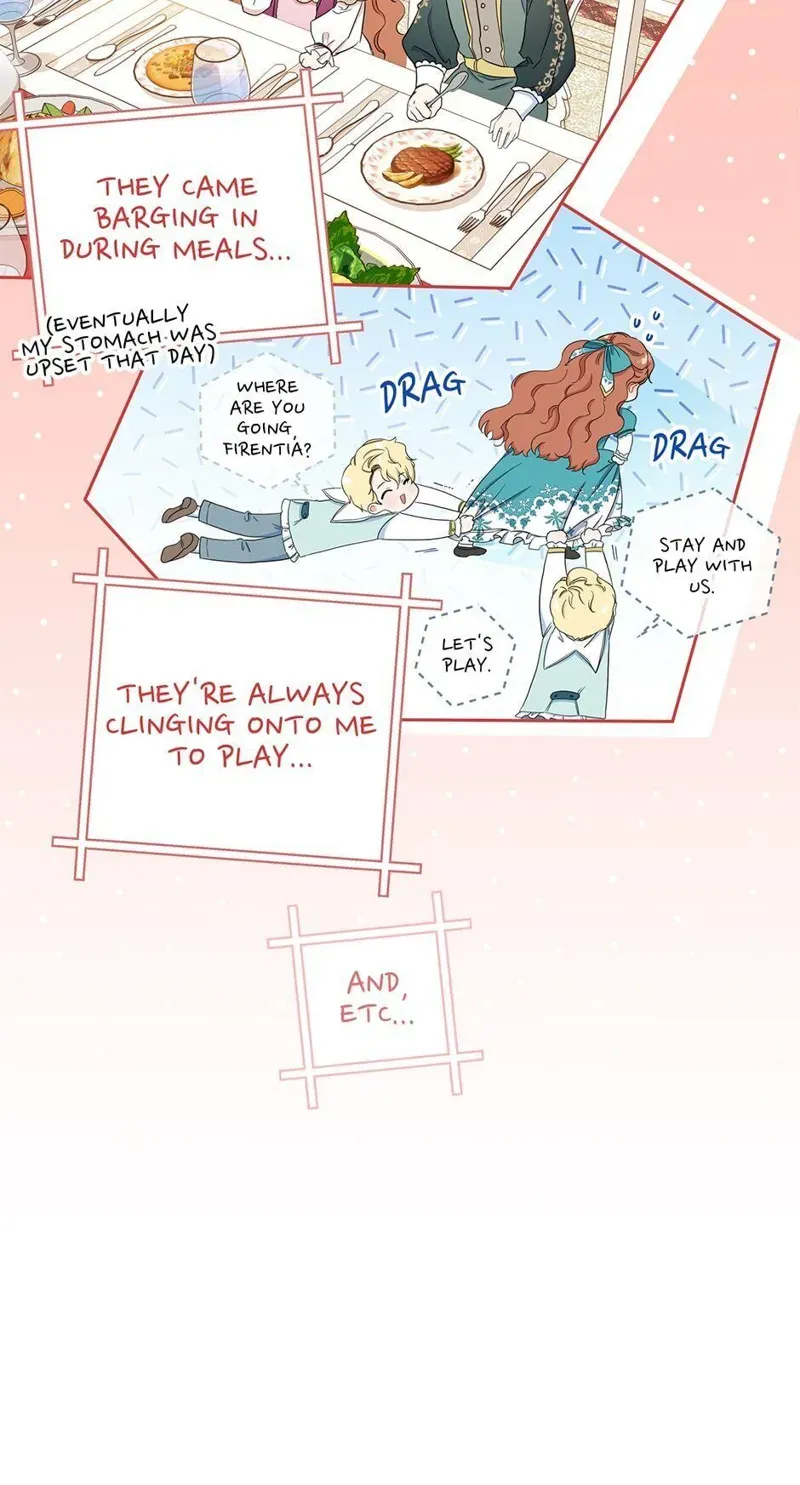 THEY CAME
BARGING IN
DURING MEALS...
(EVENTUALLY
MY STOMACH WAS
UPSET THAT DAY)
WHERE
ARE YOU
GOING,
FIRENTIA?
DRAG
DRAG
STAY AND
PLAY WITH
US.
LET'S
PLAY.
THEY'RE ALWAYS
CLINGING ONTO ME
TO PLAY...
AND,
ETC...